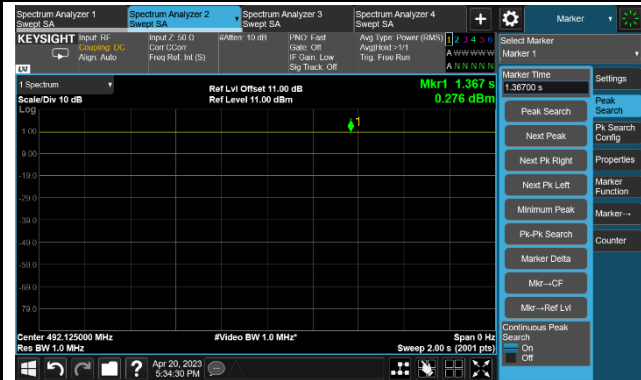 Spectrum Analyzer 1
Swept SA
Spectrum Analyzer 2
Swept SA
Spectrum Analyzer 3
Swept SA
Spectrum Analyzer 4
Swept SA
Marker
KEYSIGHT
LXI
Input: RF
Coupling: DC
Align: Auto
Input Z: 50 Ω
Corr CCorr
Freq Ref: Int (S)
#Atten: 10 dB
PNO: Fast
Gate: Off
IF Gain: Low
Sig Track: Off
Avg Type: Power (RMS)
Avg|Hold:>1/1
Trig: Free Run
1 2 3 4 5 6
A W W W W W
A N N N N N
Select Marker
Marker 1
1 Spectrum
Scale/Div 10 dB
Log
Ref Lvl Offset 11.00 dB
Ref Level 11.00 dBm
Mkr1 1.367 s
0.276 dBm
1
1.00
-9.00
-19.0
-29.0
-39.0
-49.0
-59.0
-69.0
-79.0
Center 492.125000 MHz
Res BW 1.0 MHz
#Video BW 1.0 MHz*
Span 0 Hz
Sweep 2.00 s (2001 pts)
Marker Time
1.36700 s
Peak Search
Next Peak
Next Pk Right
Next Pk Left
Minimum Peak
Pk-Pk Search
Marker Delta
Mkr→CF
Mkr→Ref Lvl
Continuous Peak
Search
On
Off
Settings
Peak
Search
Pk Search
Config
Properties
Marker
Function
Marker→
Counter
?
Apr 20, 2023
5:34:30 PM